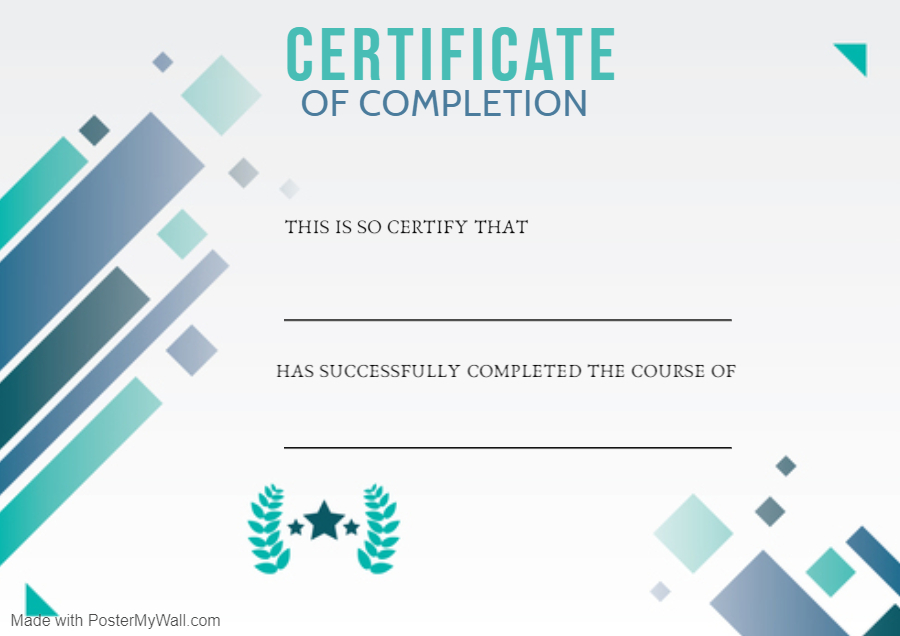 CERTIFICATE
OF COMPLETION
THIS IS SO CERTIFY THAT
HAS SUCCESSFULLY COMPLETED THE COURSE OF
Made with PosterMyWall.com